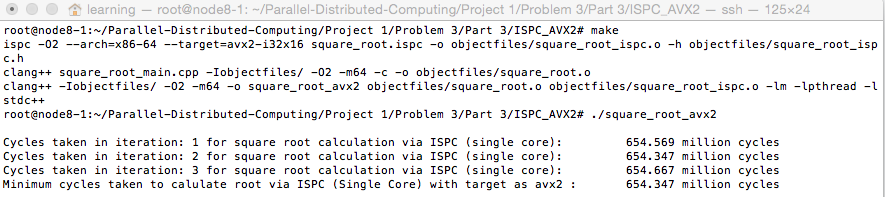 learning — root@node8-1: ~/Parallel-Distributed-Computing/Project 1/Problem 3/Part 3/ISPC_AVX2 — ssh — 125×24
root@node8-1:~/Parallel-Distributed-Computing/Project 1/Problem 3/Part 3/ISPC_AVX2# make
ispc -O2 --arch=x86-64 --target=avx2-i32x16 square_root.ispc -o objectfiles/square_root_ispc.o -h objectfiles/square_root_isp
c.h
clang++ square_root_main.cpp -Iobjectfiles/ -O2 -m64 -c -o objectfiles/square_root.o
clang++ -Iobjectfiles/ -O2 -m64 -o square_root_avx2 objectfiles/square_root.o objectfiles/square_root_ispc.o -lm -lpthread -l
stdc++
root@node8-1:~/Parallel-Distributed-Computing/Project 1/Problem 3/Part 3/ISPC_AVX2# ./square_root_avx2
Cycles taken in iteration: 1 for square root calculation via ISPC (single core): 654.569 million cycles
Cycles taken in iteration: 2 for square root calculation via ISPC (single core): 654.347 million cycles
Cycles taken in iteration: 3 for square root calculation via ISPC (single core): 654.667 million cycles
Minimum cycles taken to calulate root via ISPC (Single Core) with target as avx2 : 654.347 million cycles